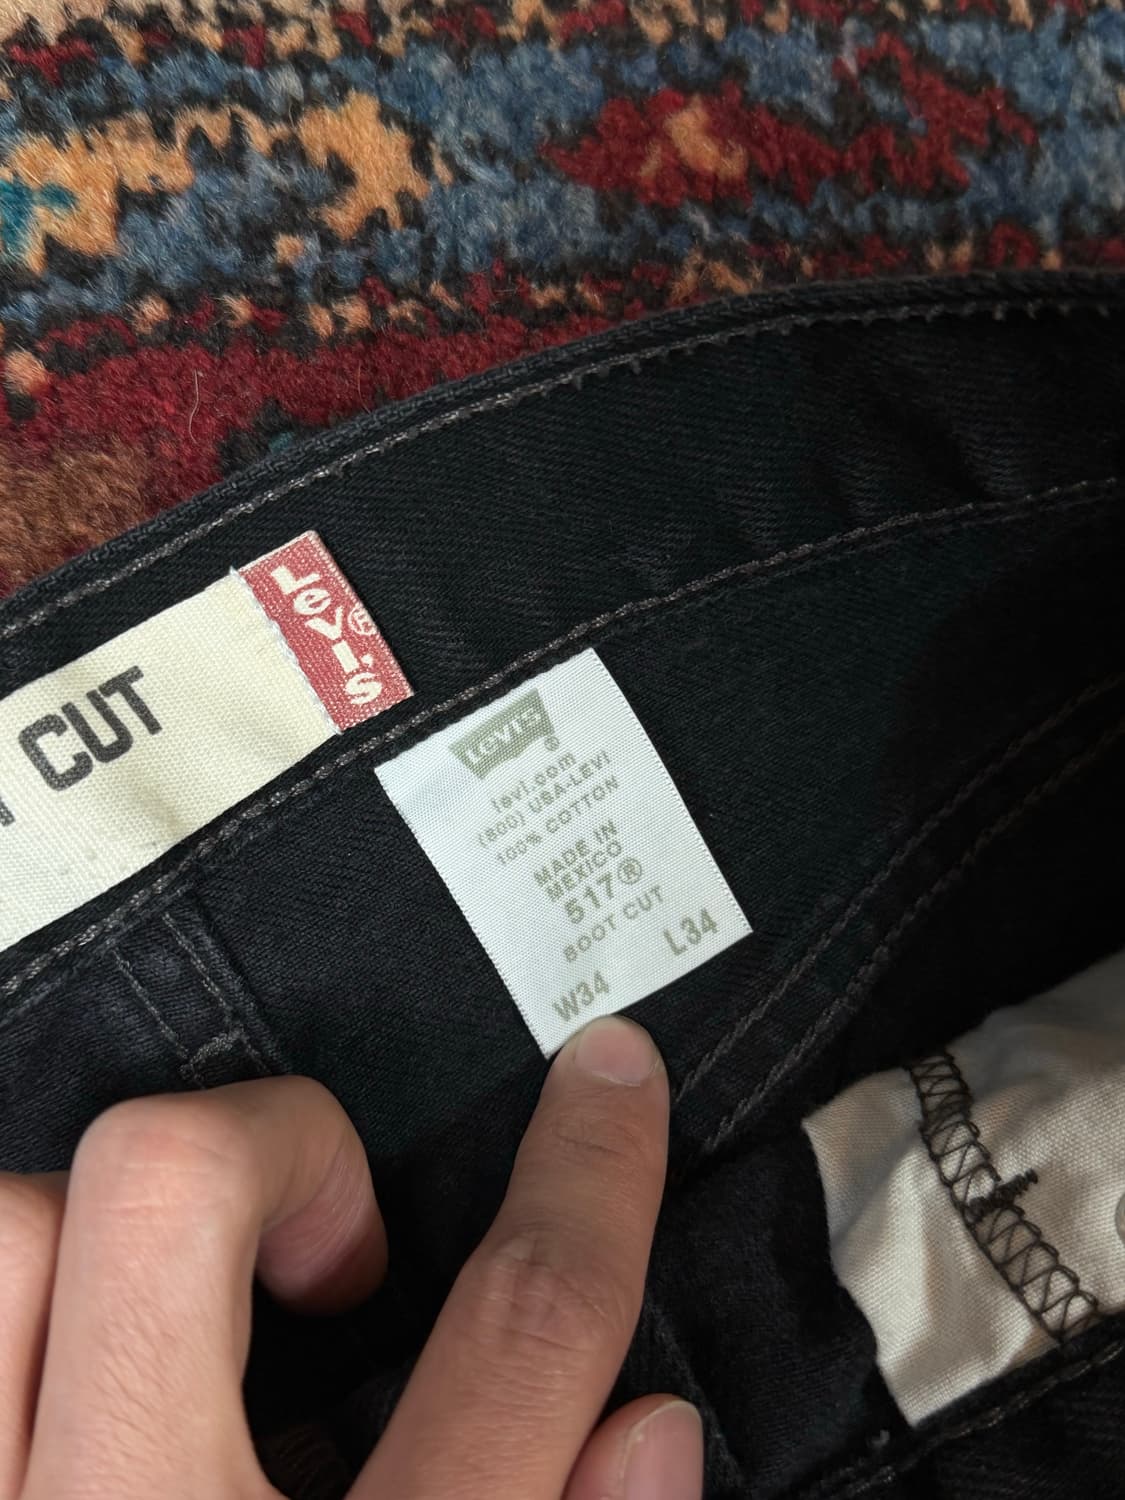 CUT
Levi's®
LEVI'S®
levi.com
(800) USA-LEVI
100% COTTON
MADE IN
MEXICO
517®
BOOT CUT
W34 L34